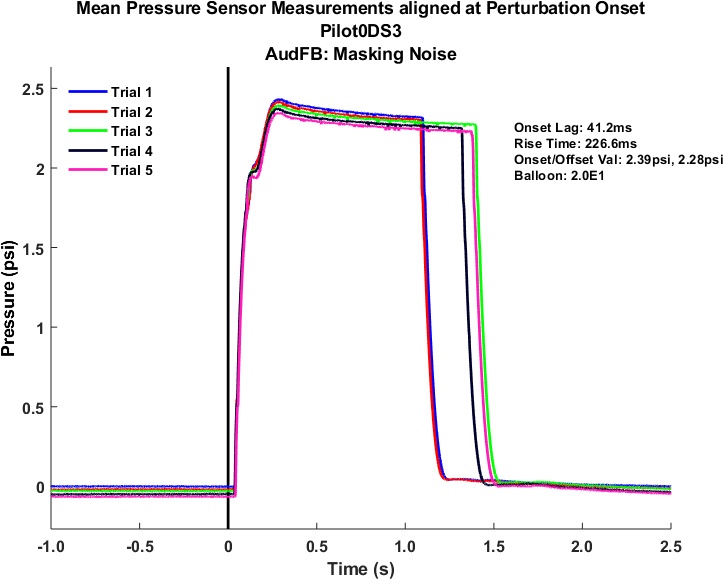 Mean Pressure Sensor Measurements aligned at Perturbation Onset
Pilot0DS3
AudFB: Masking Noise
Trial 1
Trial 2
Trial 3
Trial 4
Trial 5
Onset Lag: 41.2ms
Rise Time: 226.6ms
Onset/Offset Val: 2.39psi, 2.28psi
Balloon: 2.0E1
Pressure (psi)
2.5
2
1.5
1
0.5
0
-1.0 -0.5 0 0.5 1.0 1.5 2.0 2.5
Time (s)